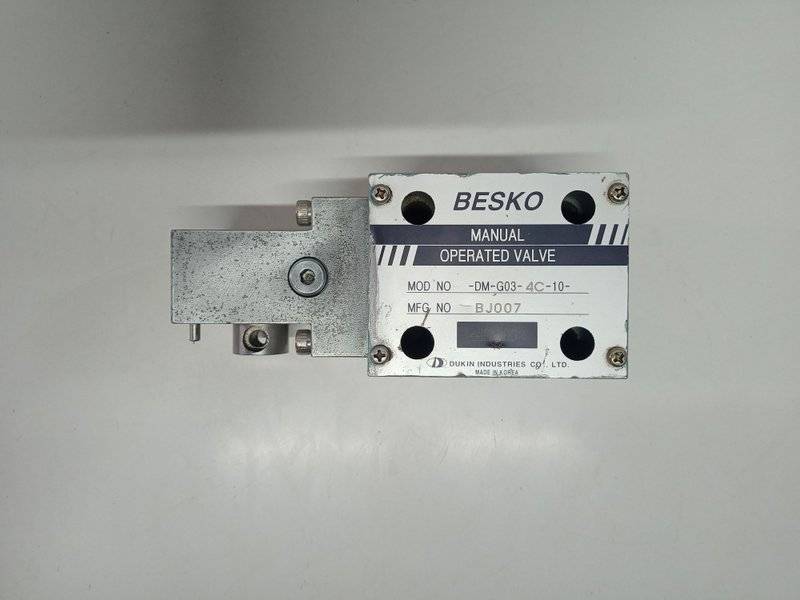 BESKO
MANUAL
OPERATED VALVE
MOD NO -DM-G03-4C-10-
MFG NO BJ007
D DUKIN INDUSTRIES CO., LTD.
MADE IN KOREA